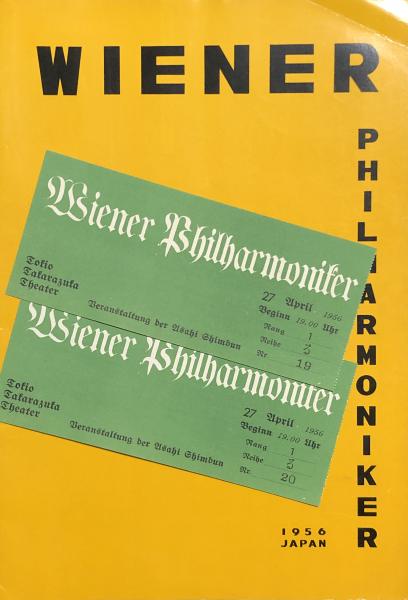 WIENER
PHILHARMONIKER
Wiener Philharmoniker
Tokio
Takarazuka
Theater
27 April 1956
Beginn 19.00 Uhr
Rang 1
Reihe 3
Nr 19
Veranstaltung der Asahi Shimbun
Wiener Philharmoniker
Tokio
Takarazuka
Theater
27 April 1956
Beginn 19.00 Uhr
Rang 1
Reihe 3
Nr 20
Veranstaltung der Asahi Shimbun
1956
JAPAN